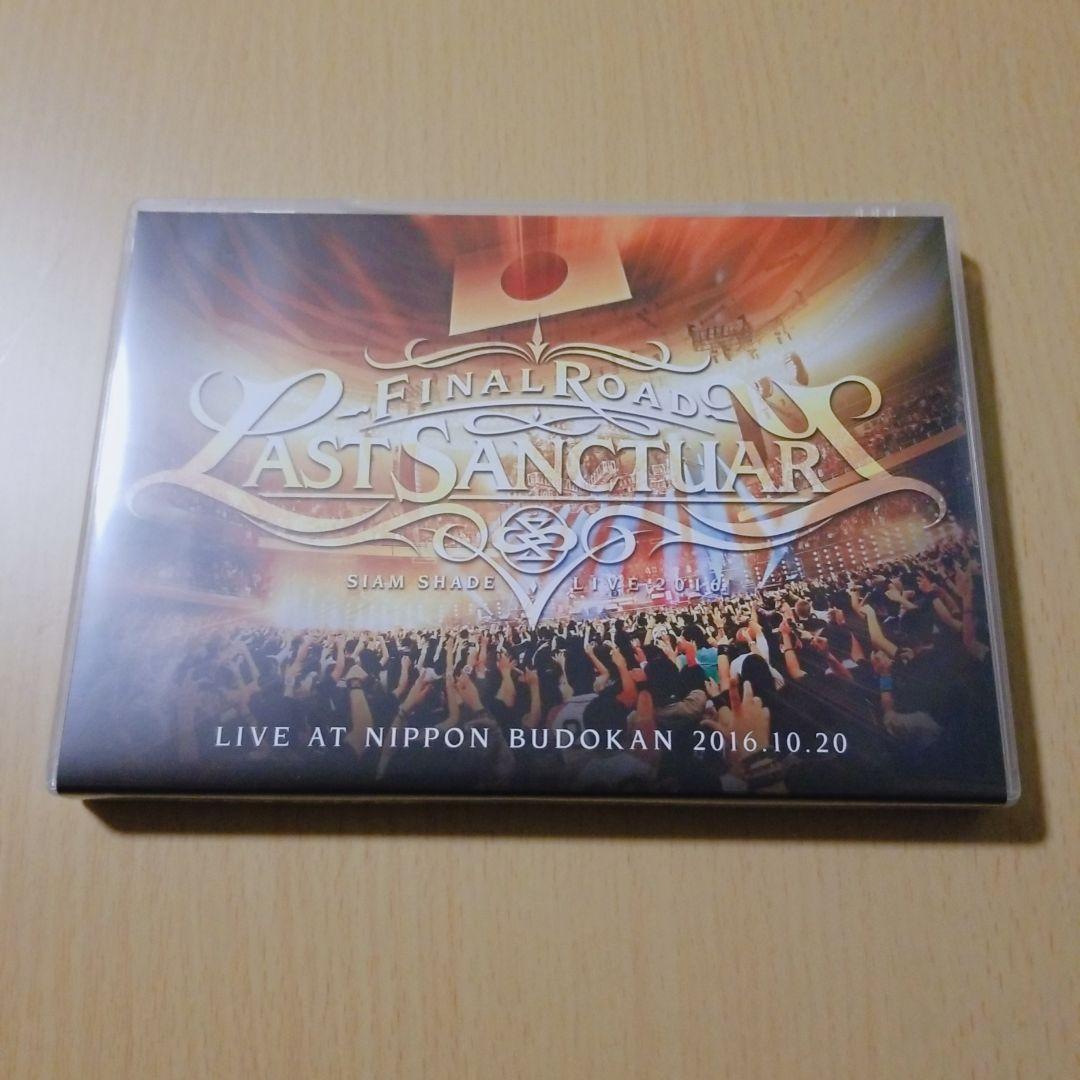 FINAL ROAD
LAST SANCTUARY
SIAM SHADE LIVE 2016
LIVE AT NIPPON BUDOKAN 2016.10.20